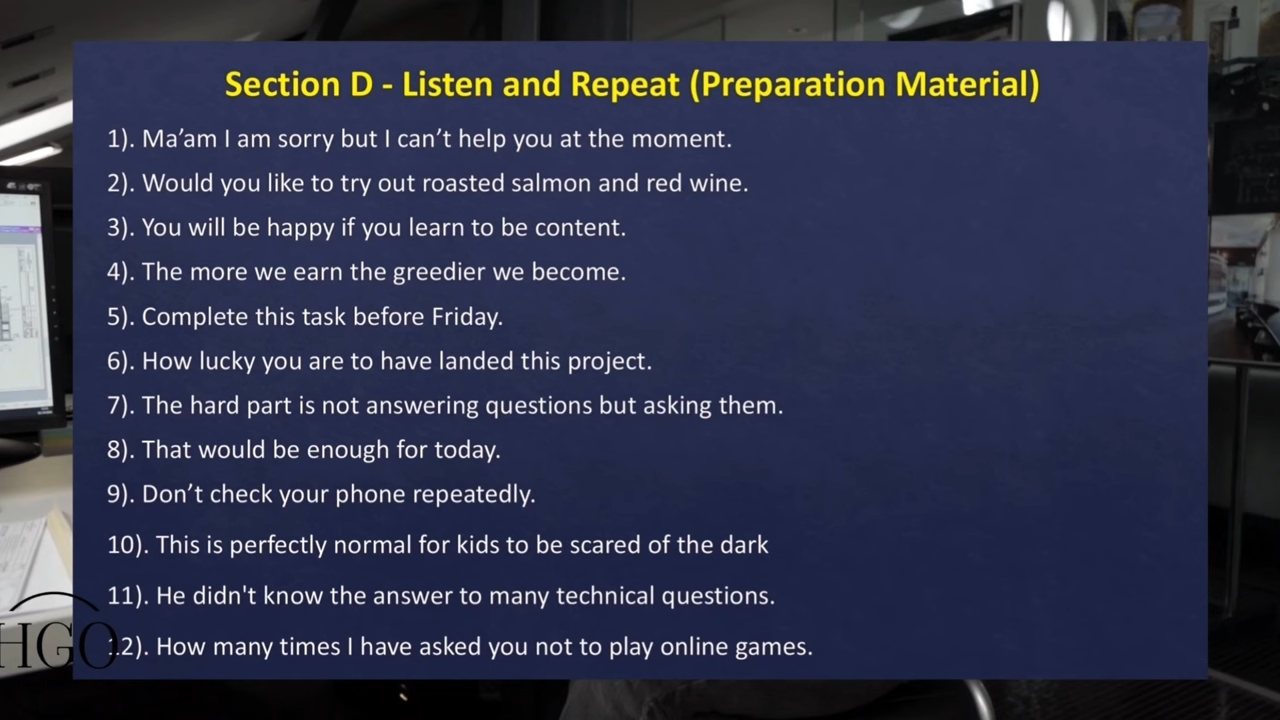 Section D - Listen and Repeat (Preparation Material)
1). Ma’am I am sorry but I can’t help you at the moment.
2). Would you like to try out roasted salmon and red wine.
3). You will be happy if you learn to be content.
4). The more we earn the greedier we become.
5). Complete this task before Friday.
6). How lucky you are to have landed this project.
7). The hard part is not answering questions but asking them.
8). That would be enough for today.
9). Don’t check your phone repeatedly.
10). This is perfectly normal for kids to be scared of the dark
11). He didn't know the answer to many technical questions.
12). How many times I have asked you not to play online games.
HGO